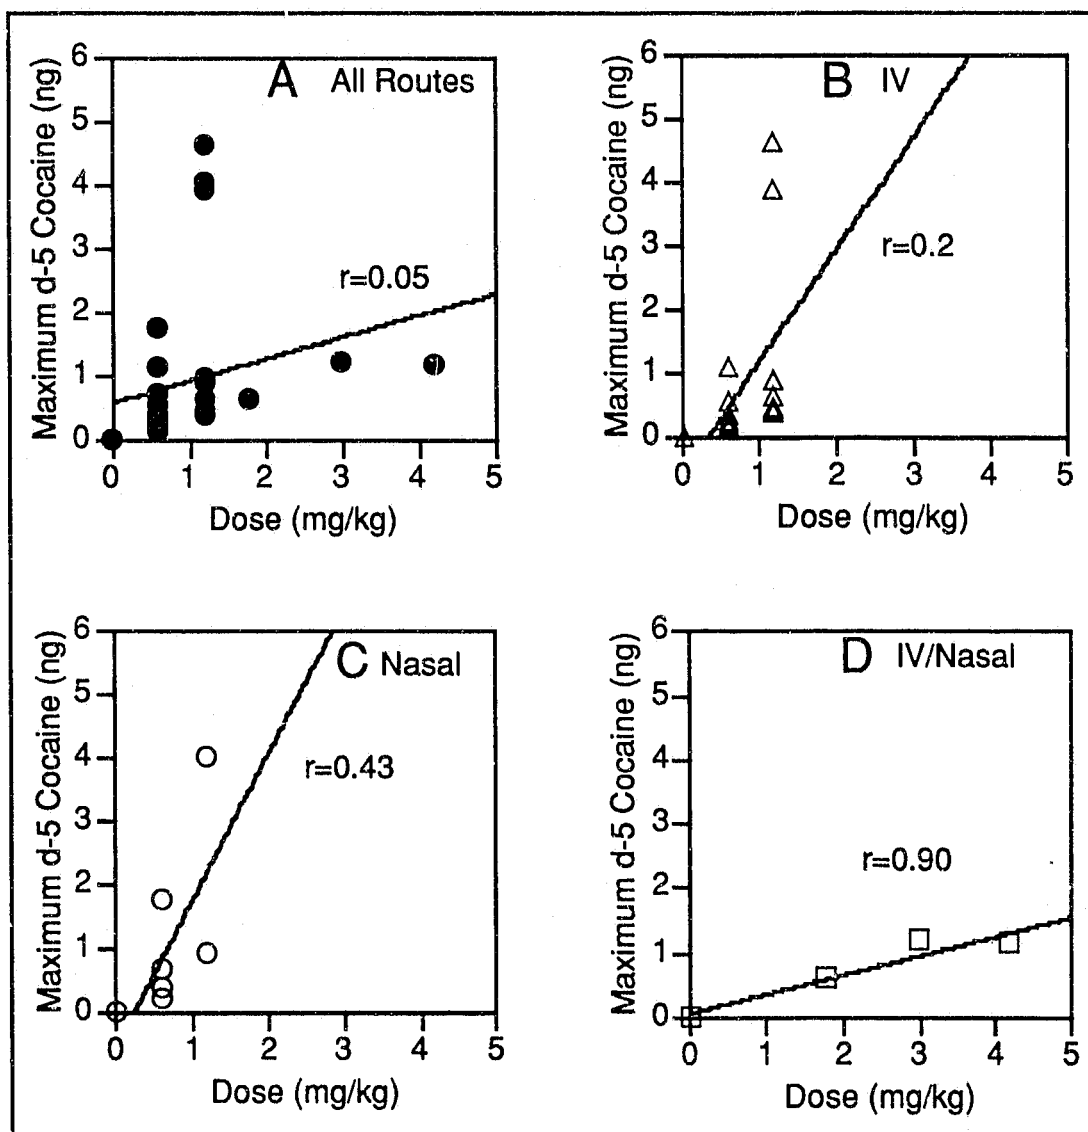 A All Routes
Maximum d-5 Cocaine (ng)
6
5
4
3
2
1
0
r=0.05
0 1 2 3 4 5
Dose (mg/kg)
B IV
Maximum d-5 Cocaine (ng)
6
5
4
3
2
1
0
r=0.2
0 1 2 3 4 5
Dose (mg/kg)
C Nasal
Maximum d-5 Cocaine (ng)
6
5
4
3
2
1
0
r=0.43
0 1 2 3 4 5
Dose (mg/kg)
D IV/Nasal
Maximum d-5 Cocaine (ng)
6
5
4
3
2
1
0
r=0.90
0 1 2 3 4 5
Dose (mg/kg)